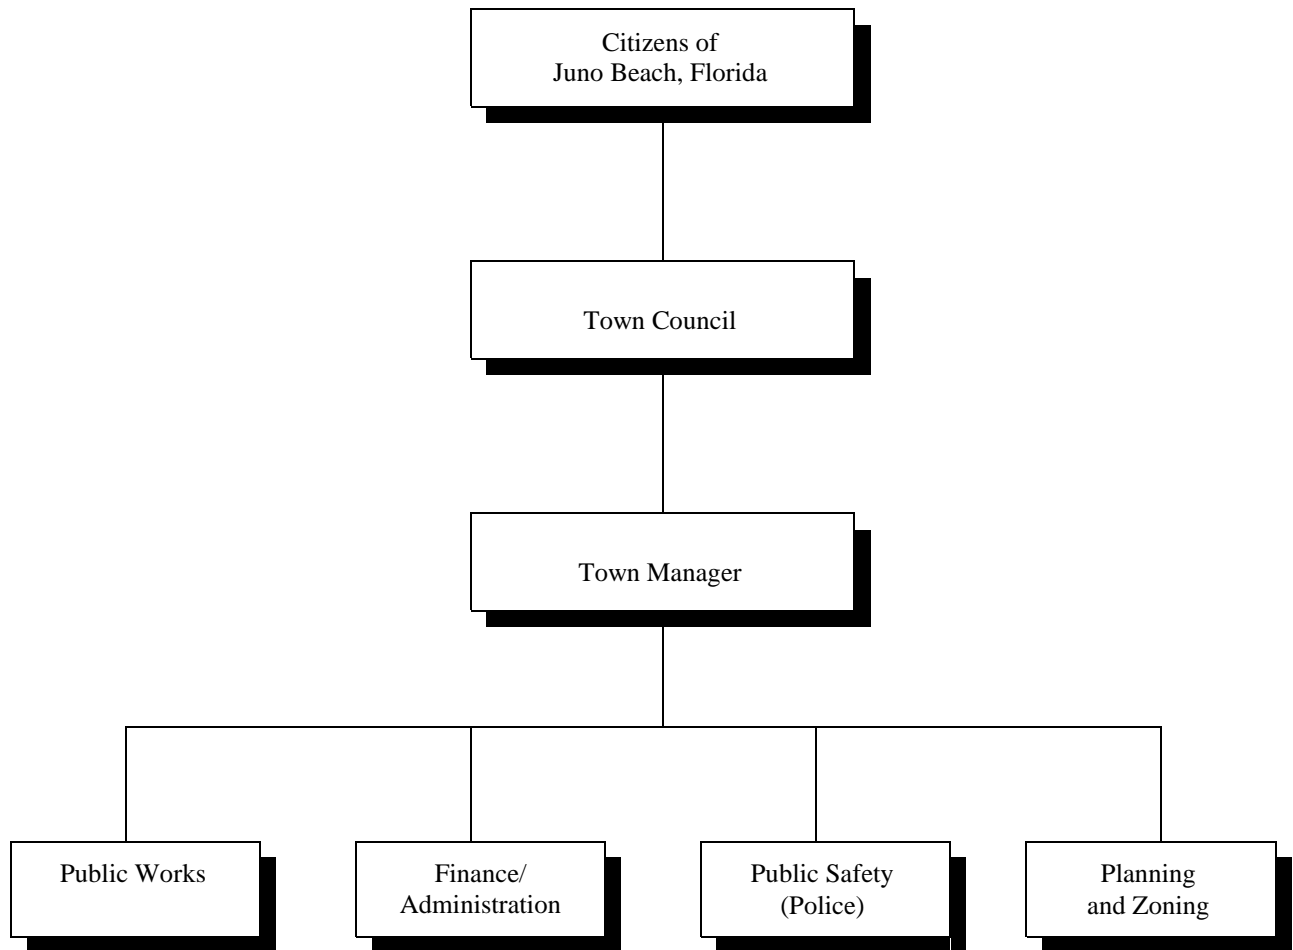 Citizens of
Juno Beach, Florida
Town Council
Town Manager
Public Works
Finance/
Administration
Public Safety
(Police)
Planning
and Zoning